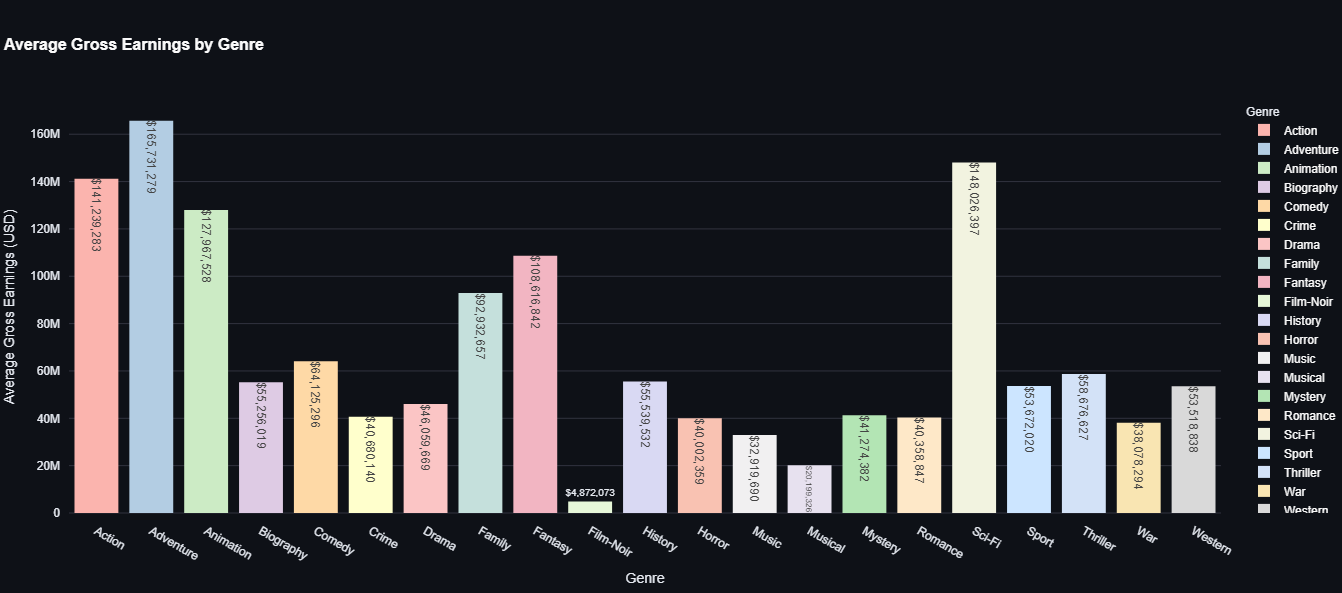 Average Gross Earnings by Genre
Average Gross Earnings (USD)
160M
140M
120M
100M
80M
60M
40M
20M
0
$141,239,283
$165,731,279
$127,967,528
$55,256,019
$64,125,296
$40,680,140
$46,059,669
$92,932,657
$108,616,842
$4,872,073
$55,539,532
$40,002,359
$32,919,690
$20,199,326
$41,274,382
$40,358,847
$148,026,397
$53,672,020
$58,676,627
$38,078,294
$53,518,838
Action
Adventure
Animation
Biography
Comedy
Crime
Drama
Family
Fantasy
Film-Noir
History
Horror
Music
Musical
Mystery
Romance
Sci-Fi
Sport
Thriller
War
Western
Genre
Genre
Action
Adventure
Animation
Biography
Comedy
Crime
Drama
Family
Fantasy
Film-Noir
History
Horror
Music
Musical
Mystery
Romance
Sci-Fi
Sport
Thriller
War
Western